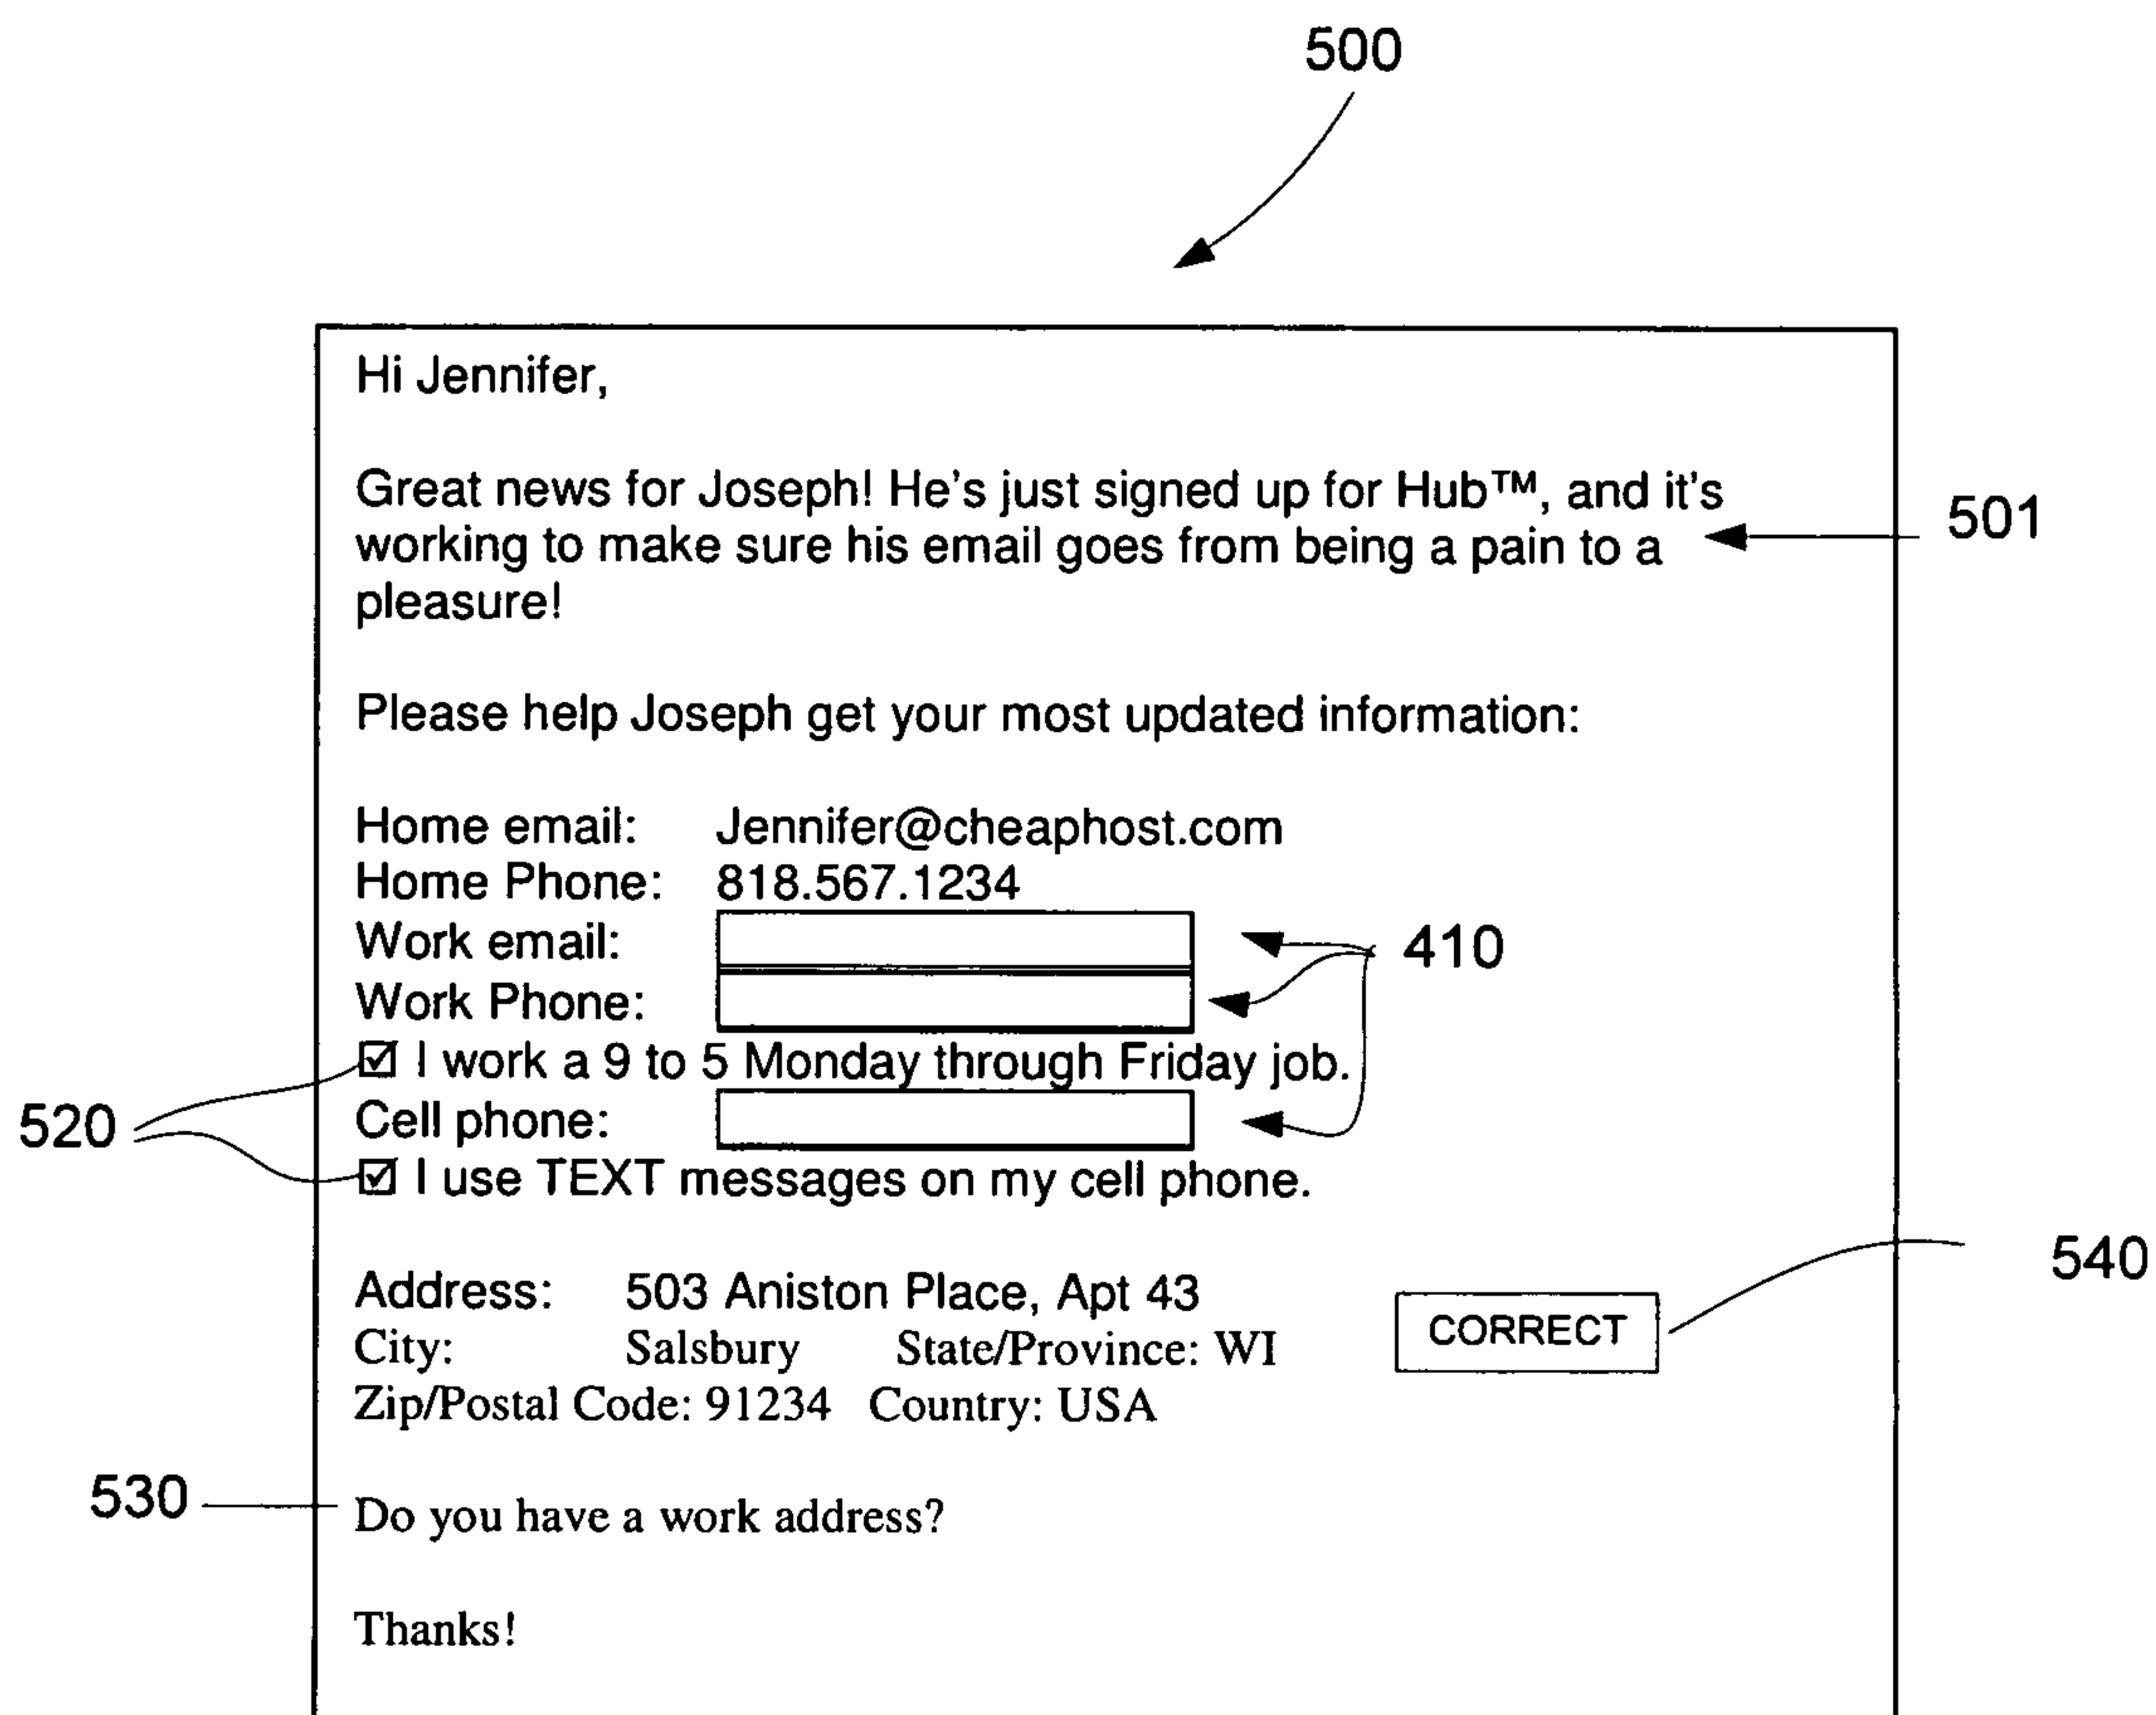 500
Hi Jennifer,
Great news for Joseph! He's just signed up for Hub™, and it's
working to make sure his email goes from being a pain to a
pleasure!
501
Please help Joseph get your most updated information:
Home email: Jennifer@cheaphost.com
Home Phone: 818.567.1234
Work email:
410
Work Phone:
☑ I work a 9 to 5 Monday through Friday job.
520
Cell phone:
☑ I use TEXT messages on my cell phone.
540
Address: 503 Aniston Place, Apt 43
CORRECT
City: Salsbury State/Province: WI
Zip/Postal Code: 91234 Country: USA
530
Do you have a work address?
Thanks!